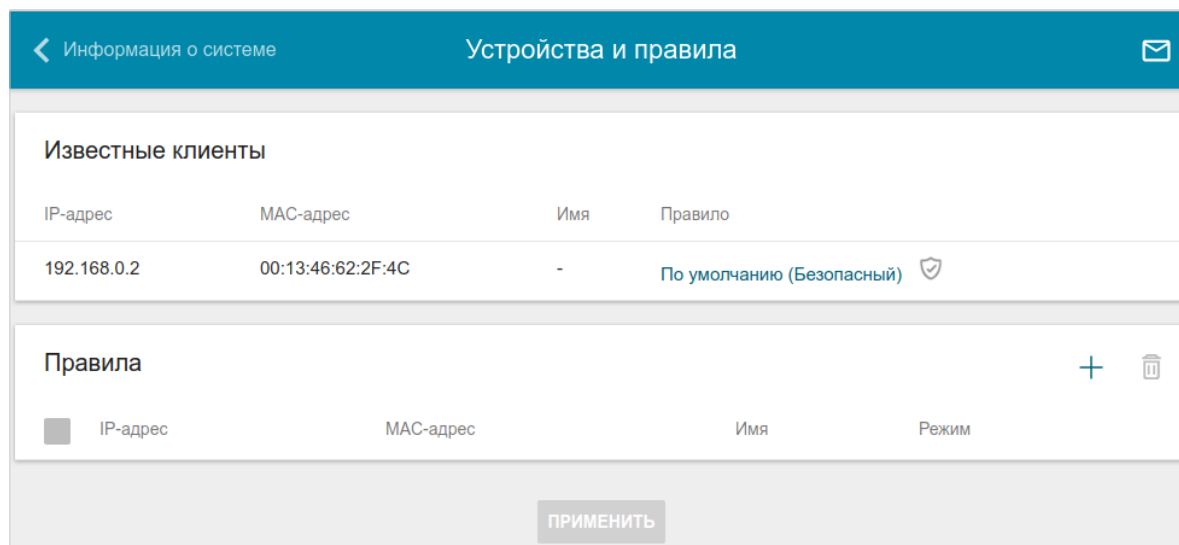 Информация о системе
Устройства и правила
Известные клиенты
IP-адрес MAC-адрес Имя Правило
192.168.0.2 00:13:46:62:2F:4C - По умолчанию (Безопасный)
Правила
IP-адрес MAC-адрес Имя Режим
ПРИМЕНИТЬ